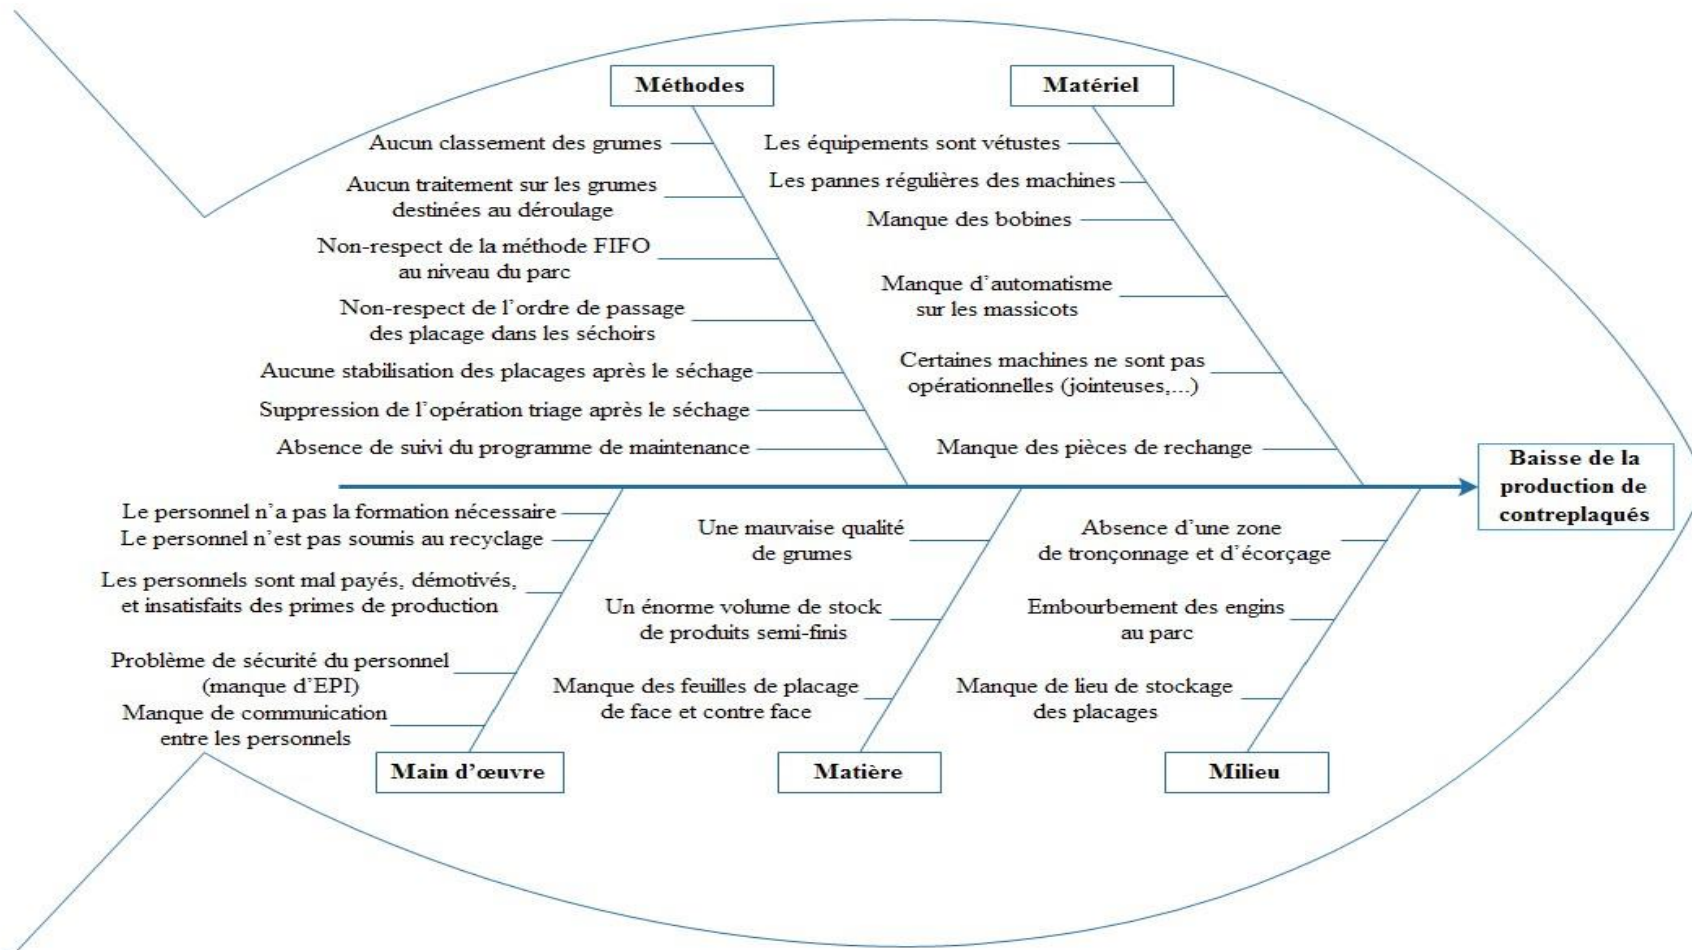 Méthodes
Aucun classement des grumes
Aucun traitement sur les grumes
destinées au déroulage
Non-respect de la méthode FIFO
au niveau du parc
Non-respect de l’ordre de passage
des placage dans les séchoirs
Aucune stabilisation des placages après le séchage
Suppression de l’opération triage après le séchage
Absence de suivi du programme de maintenance
Matériel
Les équipements sont vétustes
Les pannes régulières des machines
Manque des bobines
Manque d’automatisme
sur les massicots
Certaines machines ne sont pas
opérationnelles (jointeuses,...)
Manque des pièces de rechange
Baisse de la
production de
contreplaqués
Le personnel n’a pas la formation nécessaire
Le personnel n’est pas soumis au recyclage
Les personnels sont mal payés, démotivés,
et insatisfaits des primes de production
Problème de sécurité du personnel
(manque d’EPI)
Manque de communication
entre les personnels
Main d’œuvre
Une mauvaise qualité
de grumes
Un énorme volume de stock
de produits semi-finis
Manque des feuilles de placage
de face et contre face
Matière
Absence d’une zone
de tronçonnage et d’écorçage
Embourbement des engins
au parc
Manque de lieu de stockage
des placages
Milieu